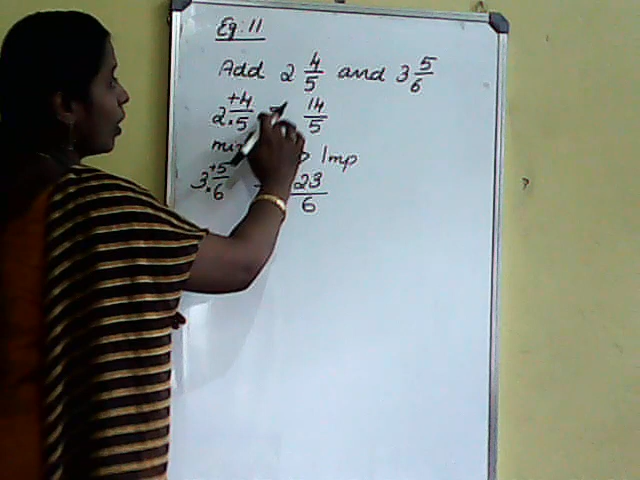 Eg: 11
Add 2 4/5 and 3 5/6
2 +4/•5 14/5
Imp
3 +5/•6 23/6